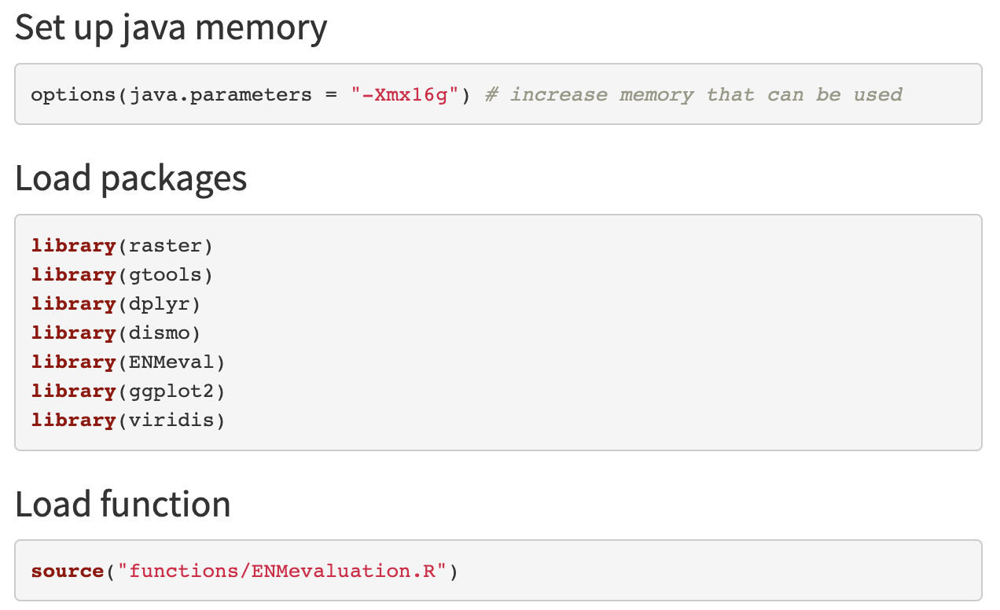 Set up java memory
options(java.parameters = "-Xmx16g") # increase memory that can be used
Load packages
library(raster)
library(gtools)
library(dplyr)
library(dismo)
library(ENMeval)
library(ggplot2)
library(viridis)
Load function
source("functions/ENMevaluation.R")